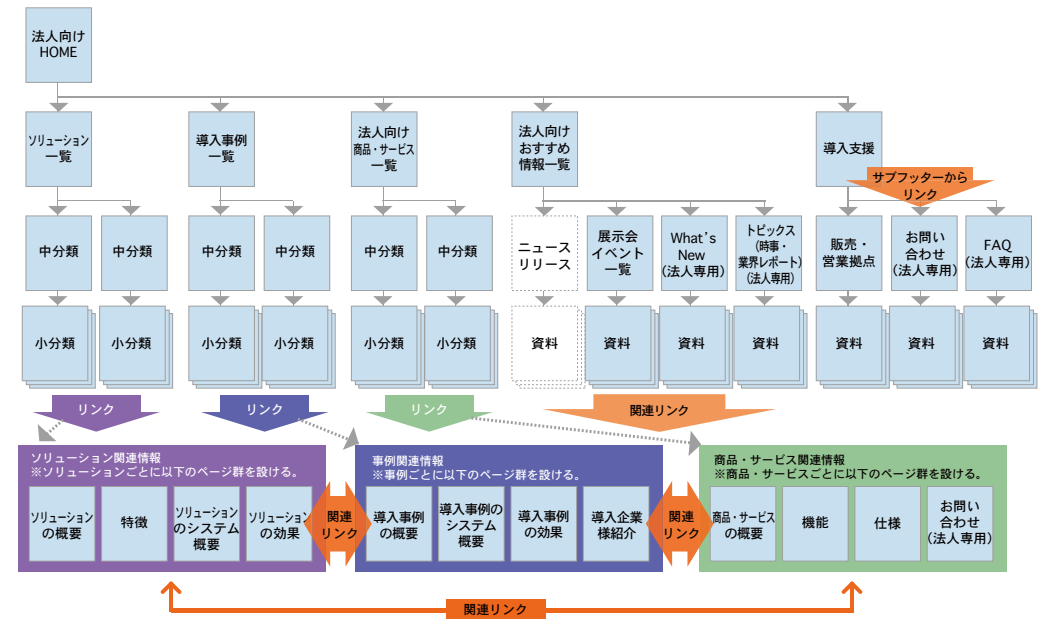 法人向け
HOME
ソリューション
一覧
導入事例
一覧
法人向け
商品・サービス
一覧
法人向け
おすすめ
情報一覧
導入支援
サブフッターから
リンク
中分類
中分類
中分類
中分類
中分類
中分類
ニュース
リリース
展示会
イベント
一覧
What's
New
(法人専用)
トピックス
(時事・
業界レポート)
(法人専用)
販売・
営業拠点
お問い
合わせ
(法人専用)
FAQ
(法人専用)
小分類
小分類
小分類
小分類
小分類
小分類
資料
資料
資料
資料
資料
資料
資料
リンク
リンク
リンク
関連リンク
ソリューション関連情報
※ソリューションごとに以下のページ群を設ける。
ソリューション
の概要
特徴
ソリューション
のシステム
概要
ソリューション
の効果
関連
リンク
事例関連情報
※事例ごとに以下のページ群を設ける。
導入事例
の概要
導入事例の
システム
概要
導入事例
の効果
導入企業
様紹介
関連
リンク
商品・サービス関連情報
※商品・サービスごとに以下のページ群を設ける。
商品・サービス
の概要
機能
仕様
お問い
合わせ
(法人専用)
関連リンク